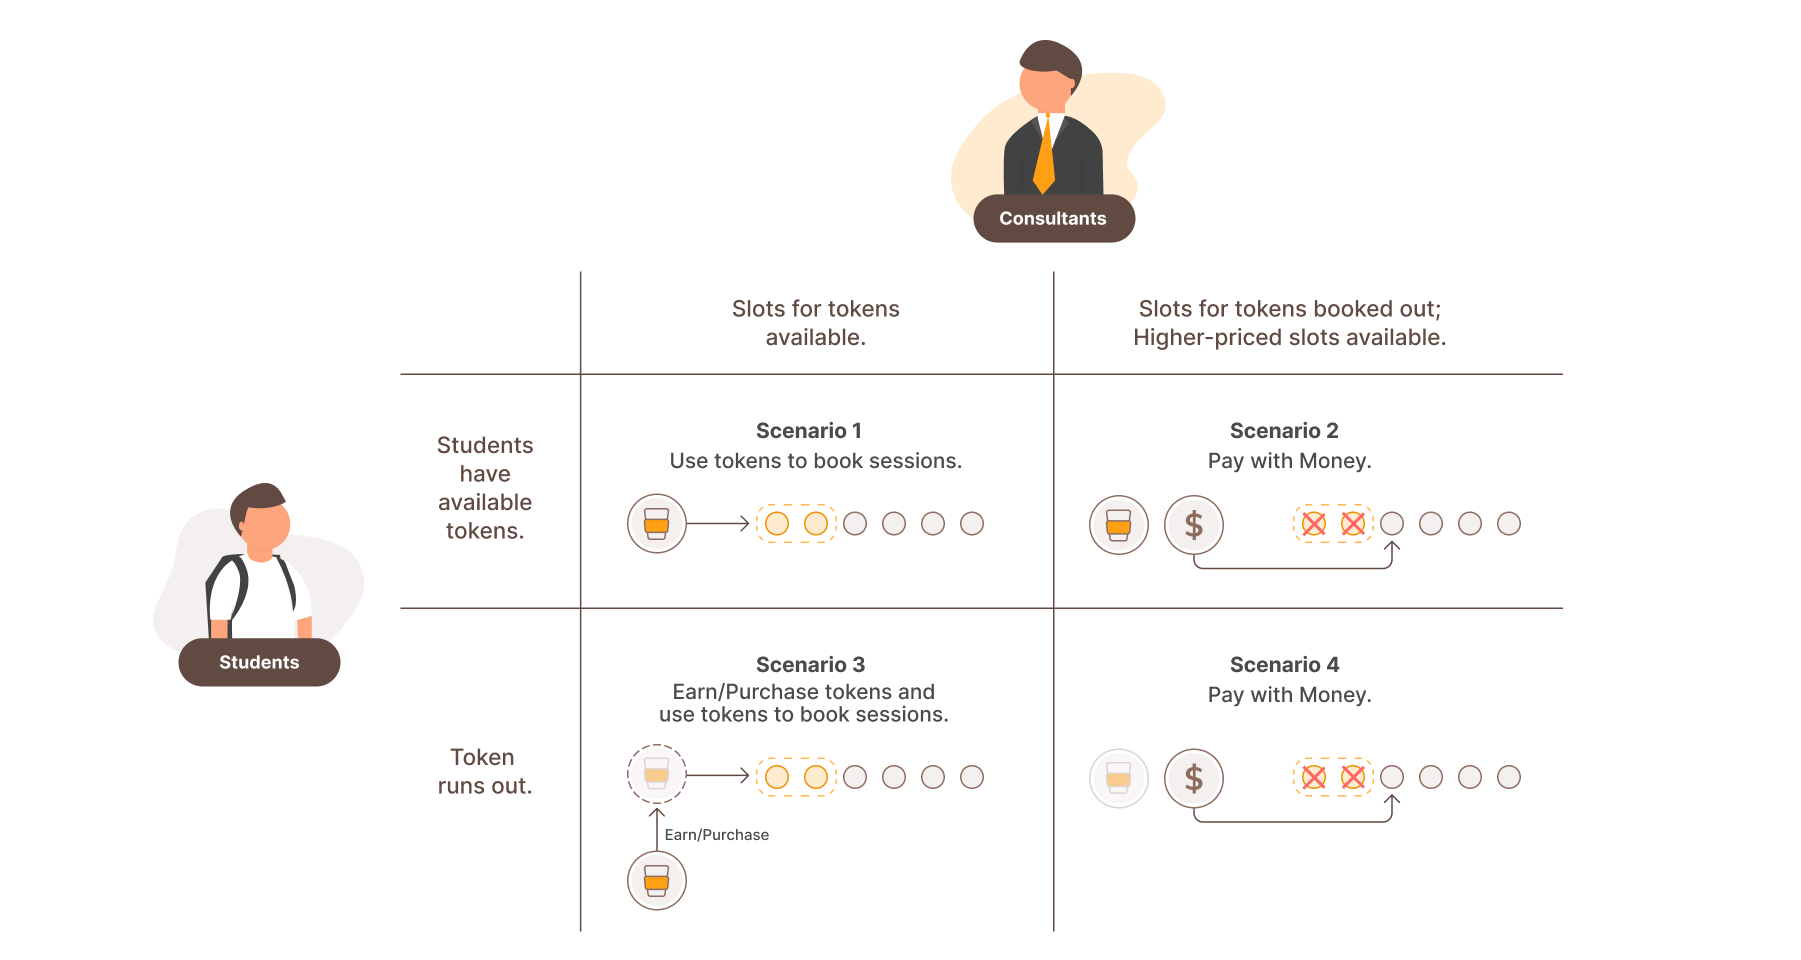 Consultants
Slots for tokens
available.
Slots for tokens booked out;
Higher-priced slots available.
Students
have
available
tokens.
Scenario 1
Use tokens to book sessions.
Scenario 2
Pay with Money.
$
Students
Token
runs out.
Scenario 3
Earn/Purchase tokens and
use tokens to book sessions.
Earn/Purchase
Scenario 4
Pay with Money.
$